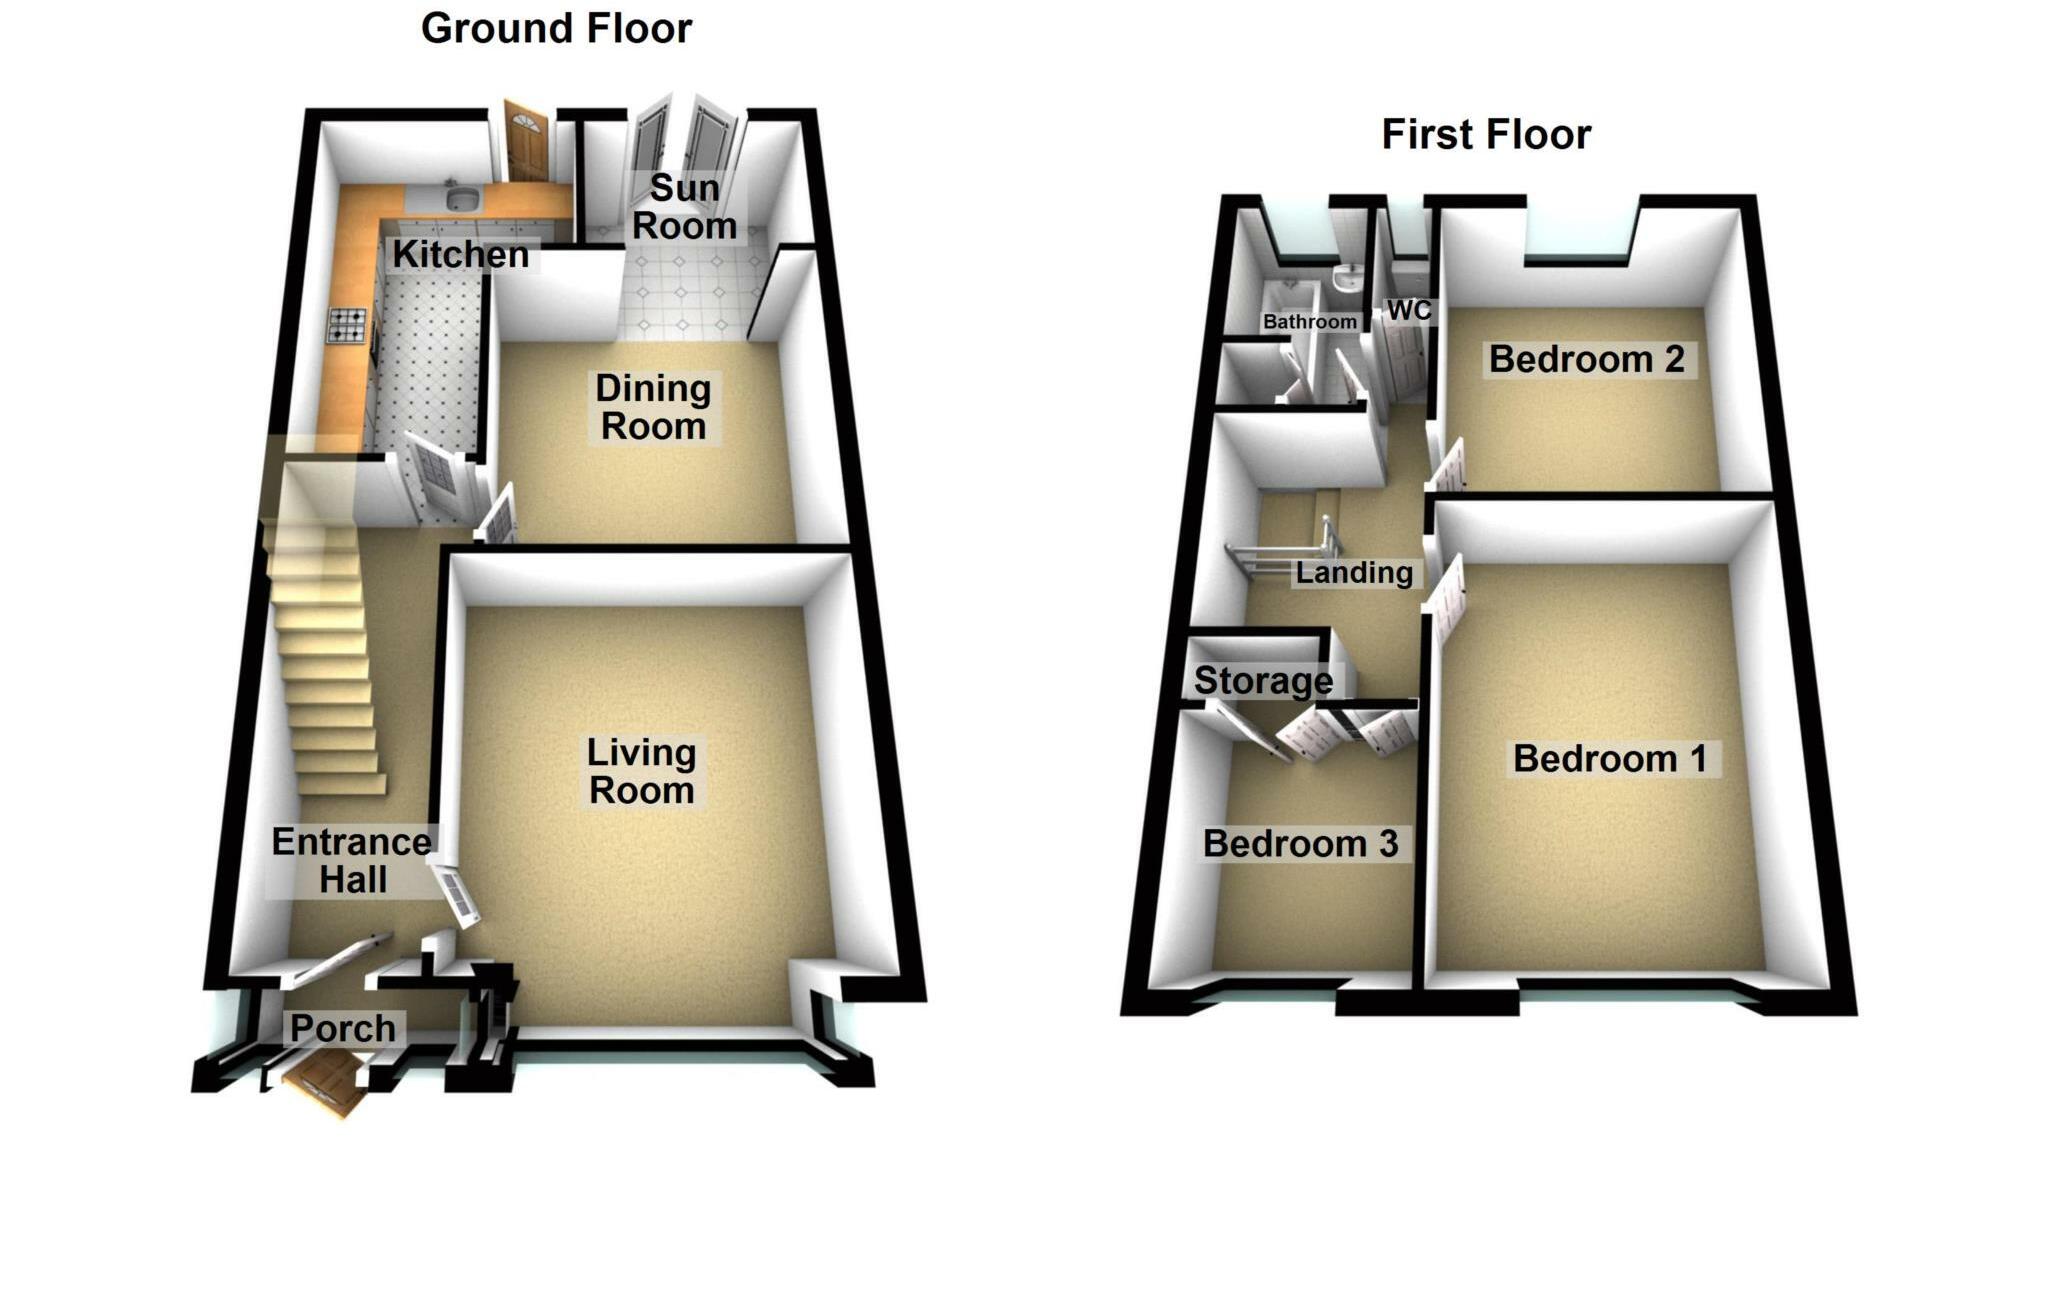 Ground Floor
Sun
Room
Kitchen
Dining
Room
Living
Room
Entrance
Hall
Porch
First Floor
Bathroom
WC
Bedroom 2
Landing
Storage
Bedroom 1
Bedroom 3